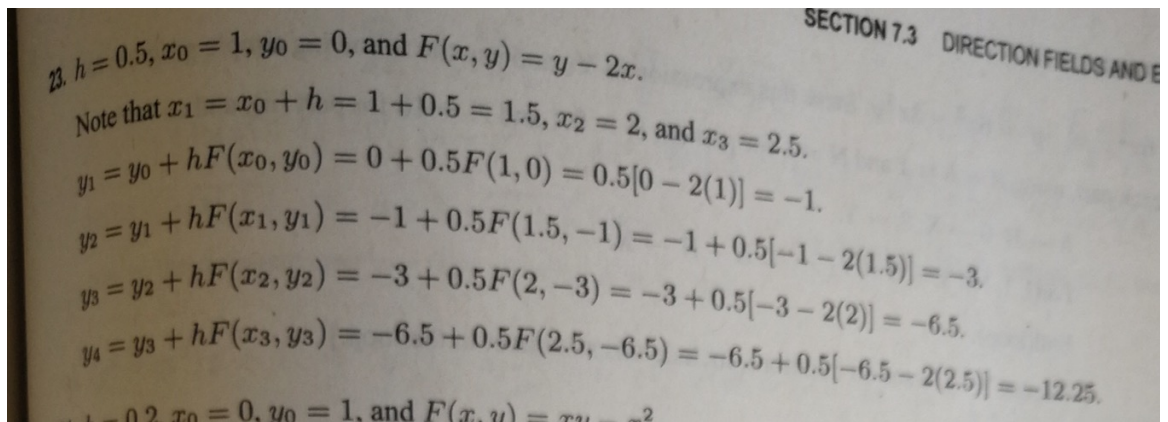 SECTION 7.3 DIRECTION FIELDS AND E
23. h = 0.5, x₀ = 1, y₀ = 0, and F(x, y) = y − 2x.
Note that x₁ = x₀ + h = 1 + 0.5 = 1.5, x₂ = 2, and x₃ = 2.5.
y₁ = y₀ + hF(x₀, y₀) = 0 + 0.5F(1, 0) = 0.5[0 − 2(1)] = −1.
y₂ = y₁ + hF(x₁, y₁) = −1 + 0.5F(1.5, −1) = −1 + 0.5[−1 − 2(1.5)] = −3.
y₃ = y₂ + hF(x₂, y₂) = −3 + 0.5F(2, −3) = −3 + 0.5[−3 − 2(2)] = −6.5.
y₄ = y₃ + hF(x₃, y₃) = −6.5 + 0.5F(2.5, −6.5) = −6.5 + 0.5[−6.5 − 2(2.5)] = −12.25.
0.2, x₀ = 0, y₀ = 1, and F(x, y) =